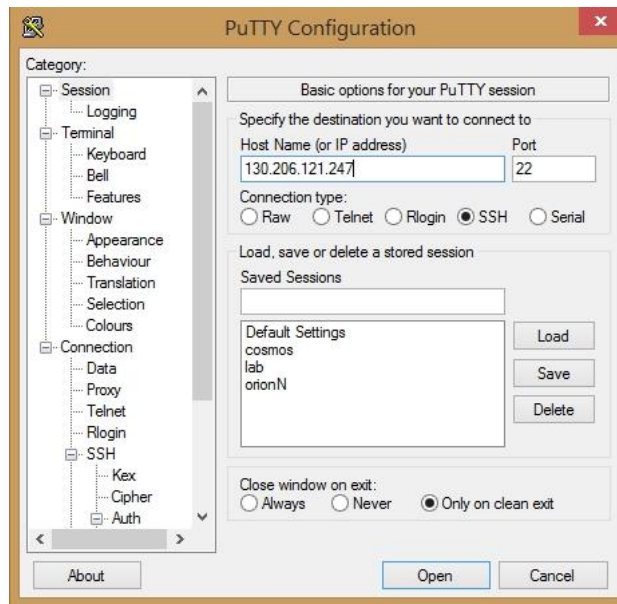 PuTTY Configuration
Category:
Session
Logging
Terminal
Keyboard
Bell
Features
Window
Appearance
Behaviour
Translation
Selection
Colours
Connection
Data
Proxy
Telnet
Rlogin
SSH
Kex
Cipher
Auth
Basic options for your PuTTY session
Specify the destination you want to connect to
Host Name (or IP address) Port
130.206.121.247 22
Connection type:
Raw Telnet Rlogin SSH Serial
Load, save or delete a stored session
Saved Sessions
Default Settings
cosmos
lab
orionN
Load
Save
Delete
Close window on exit:
Always Never Only on clean exit
About Open Cancel